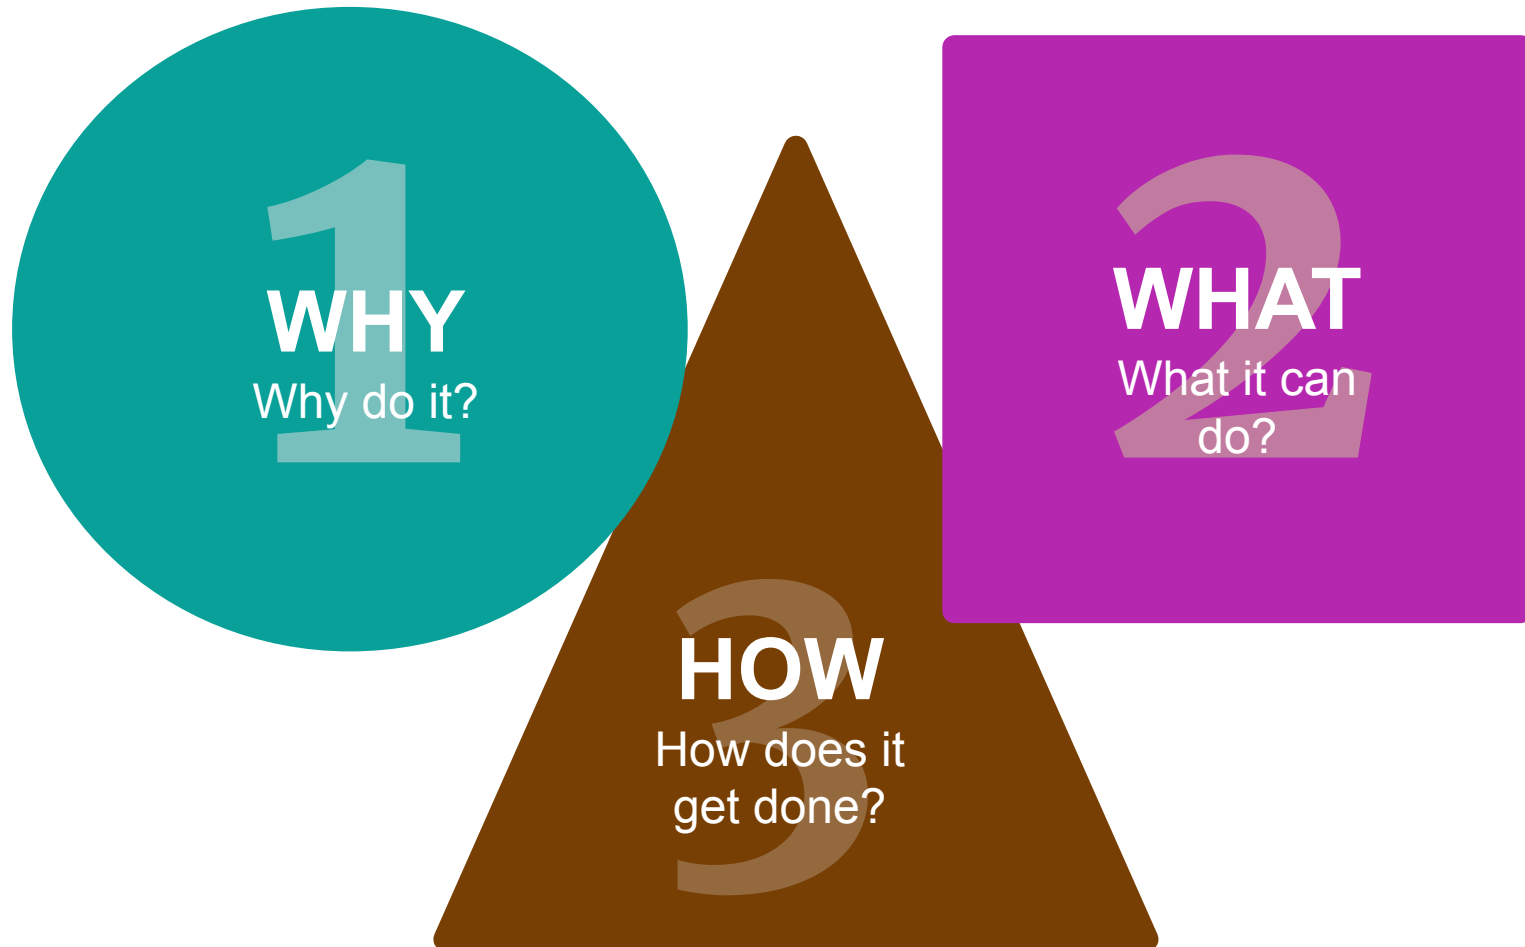 1
WHY
Why do it?
2
WHAT
What it can
do?
3
HOW
How does it
get done?